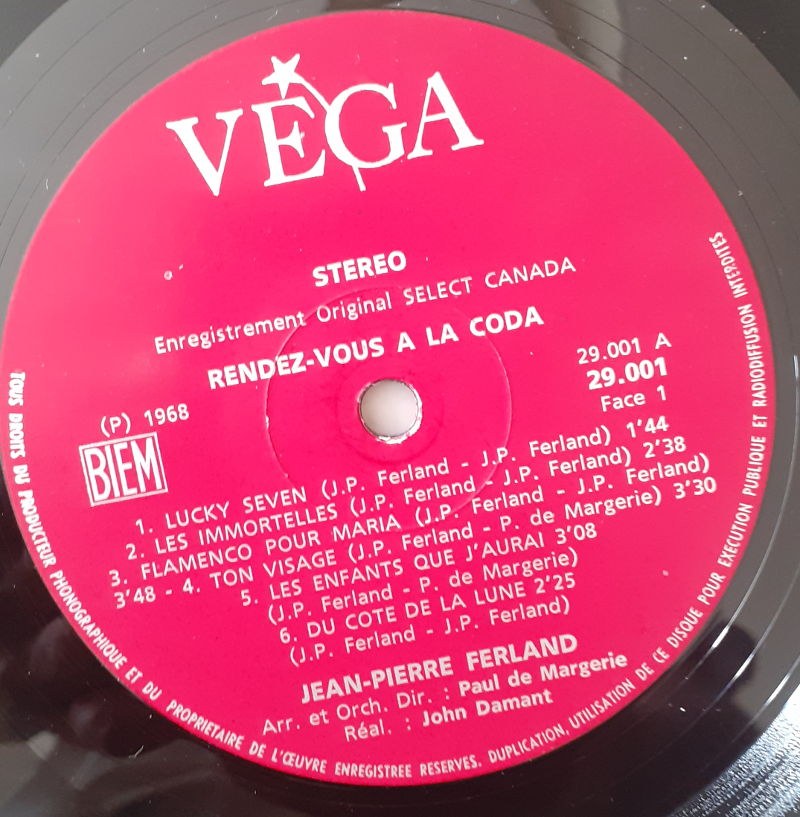 VEGA
STEREO
Enregistrement Original SELECT CANADA
RENDEZ-VOUS A LA CODA
29.001 A
29.001
Face 1
(P) 1968
BIEM
1. LUCKY SEVEN (J.P. Ferland - J.P. Ferland) 1'44
2. LES IMMORTELLES (J.P. Ferland - J.P. Ferland) 2'38
3. FLAMENCO POUR MARIA (J.P. Ferland - J.P. Ferland)
3'48 - 4. TON VISAGE (J.P. Ferland - P. de Margerie) 3'30
5. LES ENFANTS QUE J'AURAI 3'08
(J.P. Ferland - P. de Margerie)
6. DU COTE DE LA LUNE 2'25
(J.P. Ferland - J.P. Ferland)
JEAN-PIERRE FERLAND
Arr. et Orch. Dir. : Paul de Margerie
Réal. : John Damant
TOUS DROITS DU PRODUCTEUR PHONOGRAPHIQUE ET DU PROPRIETAIRE DE L'ŒUVRE ENREGISTREE RESERVES. DUPLICATION, UTILISATION DE CE DISQUE POUR EXECUTION PUBLIQUE ET RADIODIFFUSION INTERDITES